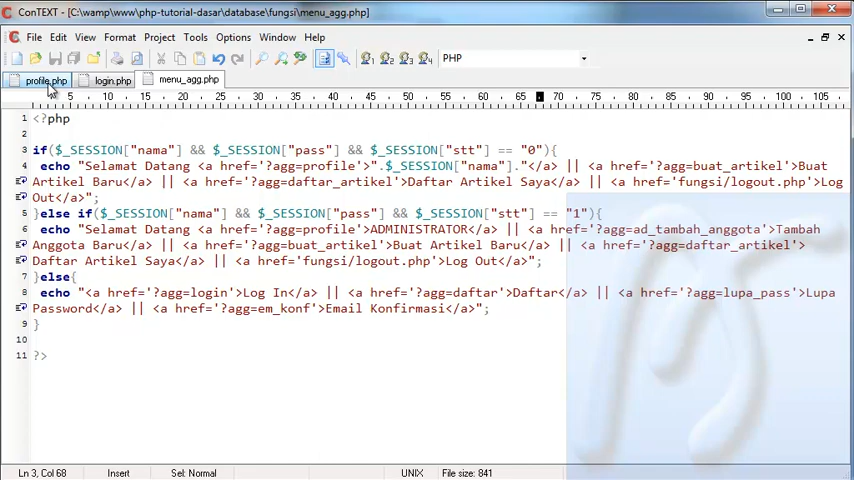 ConTEXT - [C:\wamp\www\php-tutorial-dasar\database\fungsi\menu_agg.php]
File Edit View Format Project Tools Options Window Help
PHP
profile.php login.php menu_agg.php
5 10 15 20 25 30 35 40 45 50 55 60 65 70 75 80 85 90 95 100 105
1 <?php
2
3 if($_SESSION["nama"] && $_SESSION["pass"] && $_SESSION["stt"] == "0"){
4 echo "Selamat Datang <a href='?agg=profile'>".$_SESSION["nama"]."</a> || <a href='?agg=buat_artikel'>Buat
Artikel Baru</a> || <a href='?agg=daftar_artikel'>Daftar Artikel Saya</a> || <a href='fungsi/logout.php'>Log
Out</a>";
5 }else if($_SESSION["nama"] && $_SESSION["pass"] && $_SESSION["stt"] == "1"){
6 echo "Selamat Datang <a href='?agg=profile'>ADMINISTRATOR</a> || <a href='?agg=ad_tambah_anggota'>Tambah
Anggota Baru</a> || <a href='?agg=buat_artikel'>Buat Artikel Baru</a> || <a href='?agg=daftar_artikel'>
Daftar Artikel Saya</a> || <a href='fungsi/logout.php'>Log Out</a>";
7 }else{
8 echo "<a href='?agg=login'>Log In</a> || <a href='?agg=daftar'>Daftar</a> || <a href='?agg=lupa_pass'>Lupa
Password</a> || <a href='?agg=em_konf'>Email Konfirmasi</a>";
9 }
10
11 ?>
Ln 3, Col 68 Insert Sel: Normal UNIX File size: 841